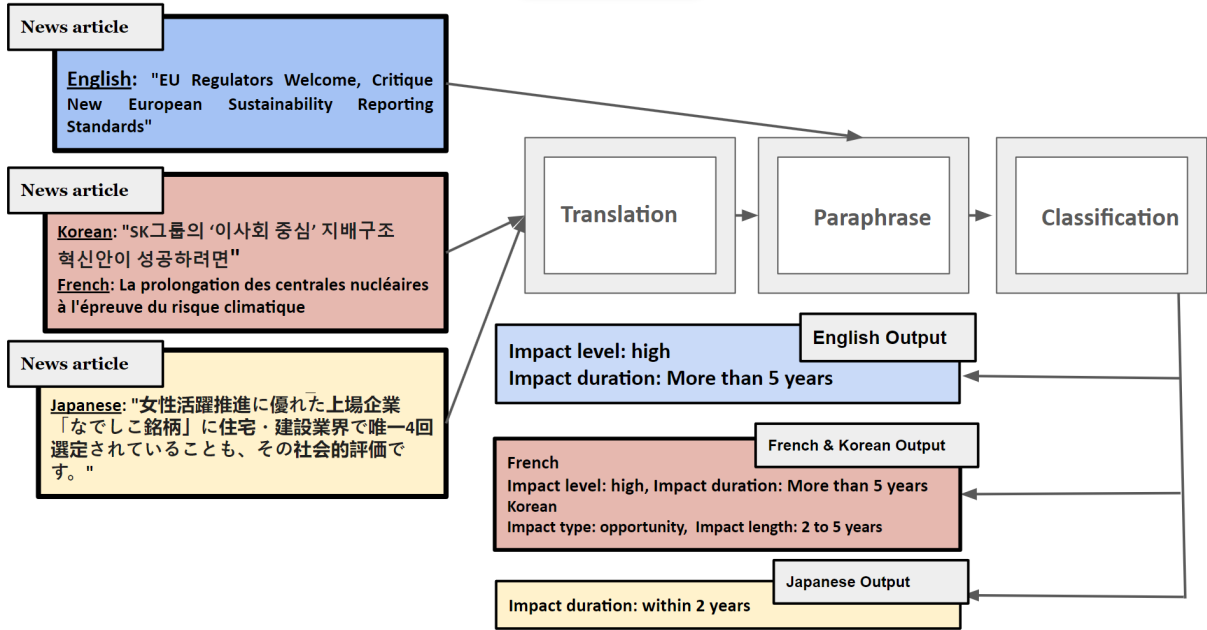 News article
English: "EU Regulators Welcome, Critique
New European Sustainability Reporting
Standards"
News article
Korean: "SK그룹의 ‘이사회 중심’ 지배구조
혁신안이 성공하려면"
French: La prolongation des centrales nucléaires
à l'épreuve du risque climatique
News article
Japanese: "女性活躍推進に優れた上場企業
「なでしこ銘柄」に住宅・建設業界で唯一4回
選定されていることも、その社会的評価で
す。"
Translation
Paraphrase
Classification
English Output
Impact level: high
Impact duration: More than 5 years
French & Korean Output
French
Impact level: high, Impact duration: More than 5 years
Korean
Impact type: opportunity, Impact length: 2 to 5 years
Japanese Output
Impact duration: within 2 years